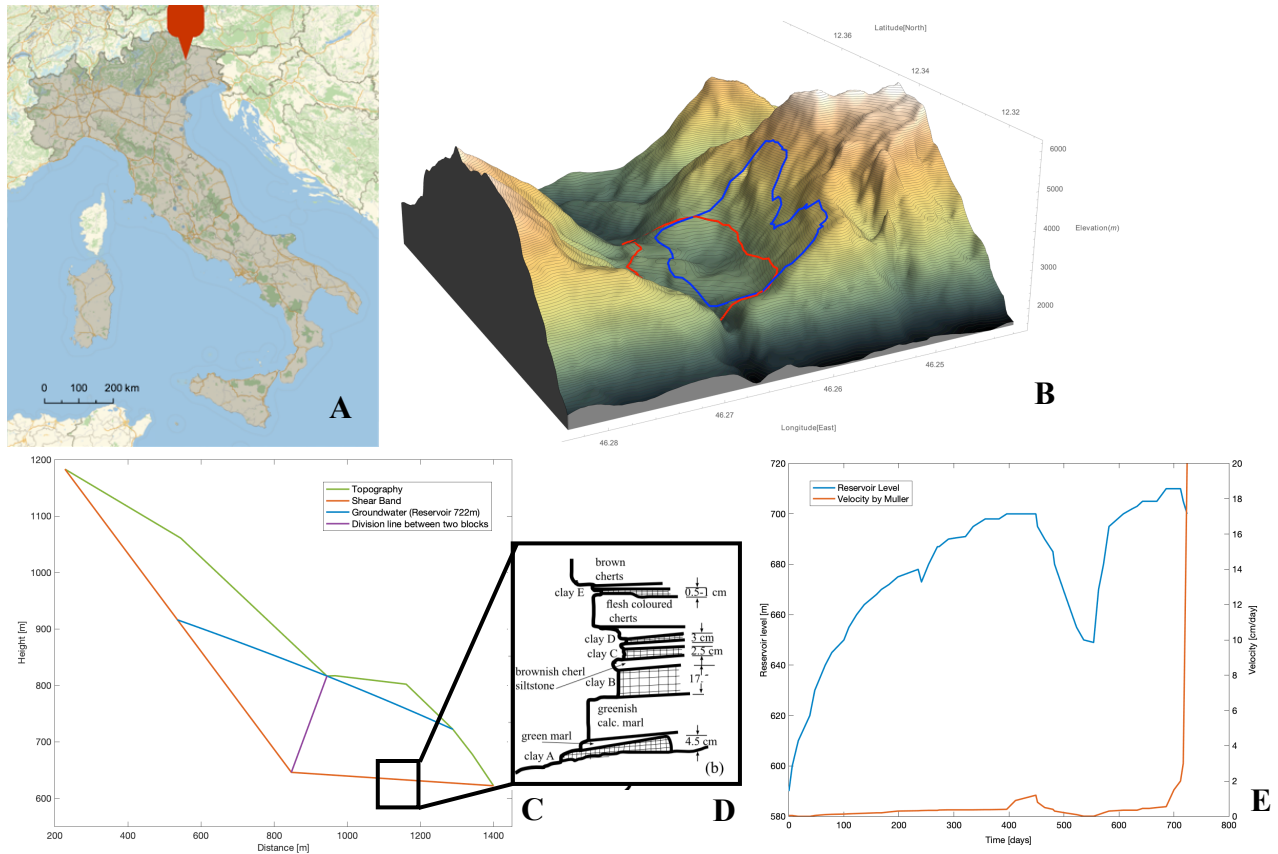 0 100 200 km
A
Latitude[North]
12.36
12.34
12.32
6000
5000
4000
3000
2000
Elevation(m)
46.25
46.26
46.27
46.28
Longitude[East]
B
1200
1100
1000
900
800
700
600
Height [m]
200 400 600 800 1000 1200 1400
Distance [m]
Topography
Shear Band
Groundwater (Reservoir 722m)
Division line between two blocks
C
brown
cherts
clay E
0.5-1 cm
flesh coloured
cherts
clay D
3 cm
clay C
2.5 cm
brownish cherl
siltstone
clay B
17
greenish
calc. marl
green marl
4.5 cm
clay A
(b)
D
720
700
680
660
640
620
600
580
Reservoir level [m]
Reservoir Level
Velocity by Muller
20
18
16
14
12
10
8
6
4
2
0
Velocity [cm/day]
0 100 200 300 400 500 600 700 800
Time [days]
E